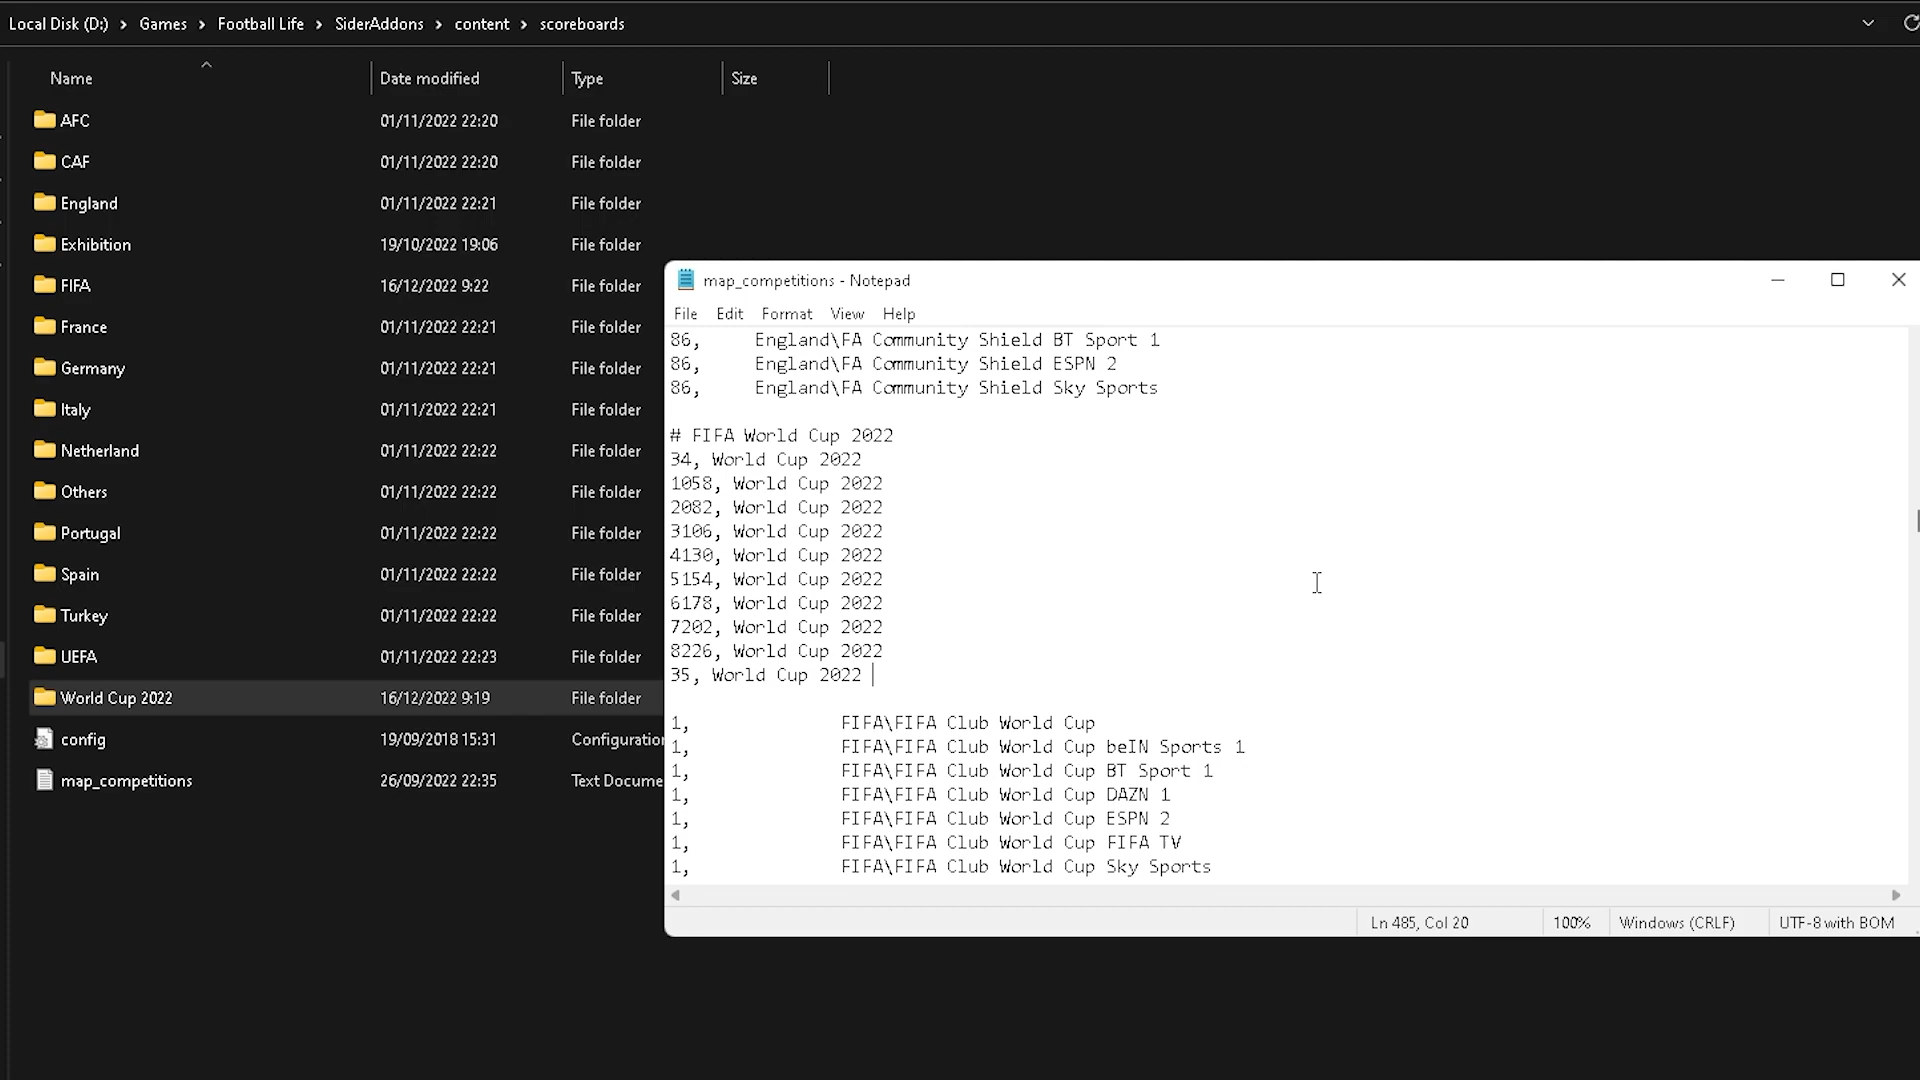 Local Disk (D:) > Games > Football Life > SiderAddons > content > scoreboards
Name Date modified Type Size
AFC 01/11/2022 22:20 File folder
CAF 01/11/2022 22:20 File folder
England 01/11/2022 22:21 File folder
Exhibition 19/10/2022 19:06 File folder
FIFA 16/12/2022 9:22 File folder
France 01/11/2022 22:21 File folder
Germany 01/11/2022 22:21 File folder
Italy 01/11/2022 22:21 File folder
Netherland 01/11/2022 22:22 File folder
Others 01/11/2022 22:22 File folder
Portugal 01/11/2022 22:22 File folder
Spain 01/11/2022 22:22 File folder
Turkey 01/11/2022 22:22 File folder
UEFA 01/11/2022 22:23 File folder
World Cup 2022 16/12/2022 9:19 File folder
config 19/09/2018 15:31 Configuration
map_competitions 26/09/2022 22:35 Text Docume
map_competitions - Notepad
File Edit Format View Help
86, England\FA Community Shield BT Sport 1
86, England\FA Community Shield ESPN 2
86, England\FA Community Shield Sky Sports
# FIFA World Cup 2022
34, World Cup 2022
1058, World Cup 2022
2082, World Cup 2022
3106, World Cup 2022
4130, World Cup 2022
5154, World Cup 2022
6178, World Cup 2022
7202, World Cup 2022
8226, World Cup 2022
35, World Cup 2022
1, FIFA\FIFA Club World Cup
1, FIFA\FIFA Club World Cup beIN Sports 1
1, FIFA\FIFA Club World Cup BT Sport 1
1, FIFA\FIFA Club World Cup DAZN 1
1, FIFA\FIFA Club World Cup ESPN 2
1, FIFA\FIFA Club World Cup FIFA TV
1, FIFA\FIFA Club World Cup Sky Sports
Ln 485, Col 20 100% Windows (CRLF) UTF-8 with BOM